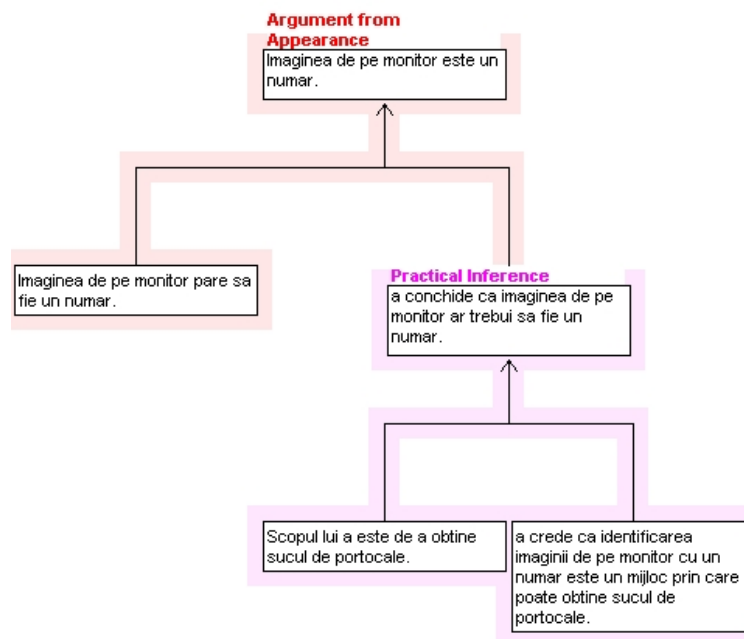 Argument from
Appearance
Imaginea de pe monitor este un
numar.
Imaginea de pe monitor pare sa
fie un numar.
Practical Inference
a conchide ca imaginea de pe
monitor ar trebui sa fie un
numar.
Scopul lui a este de a obtine
sucul de portocale.
a crede ca identificarea
imaginii de pe monitor cu un
numar este un mijloc prin care
poate obtine sucul de
portocale.